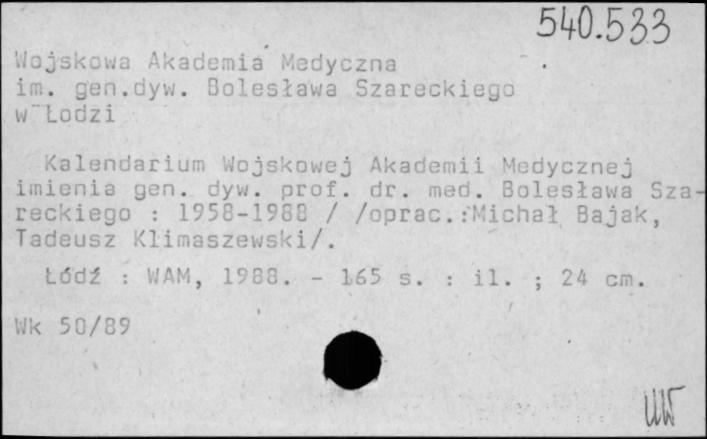 540.533
Wojskowa Akademia Medyczna
im. gen.dyw. Bolesława Szareckiego
w Łodzi
Kalendarium Wojskowej Akademii Medycznej
imienia gen. dyw. prof. dr. med. Bolesława Sza-
reckiego : 1958-1988 / /oprac.:Michał Bajak,
Tadeusz Klimaszewski/.
Łódź : WAM, 1988. - 165 s. : il. ; 24 cm.
Wk 50/89
UW